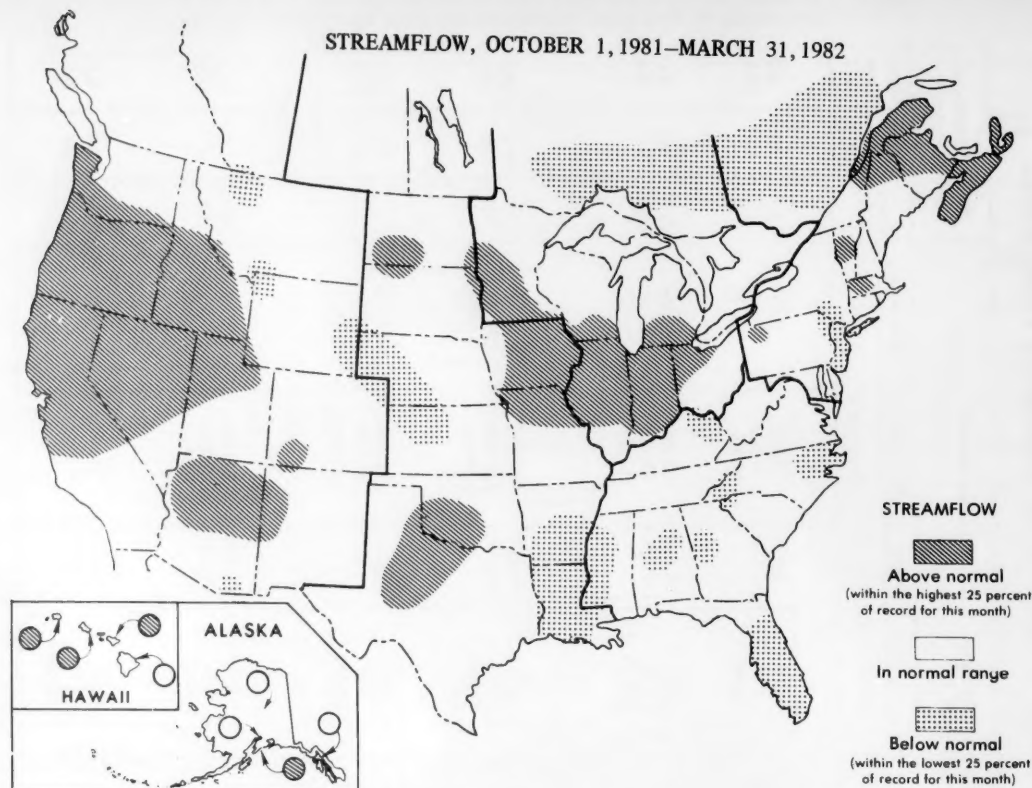 STREAMFLOW, OCTOBER 1, 1981–MARCH 31, 1982
STREAMFLOW
Above normal
(within the highest 25 percent
of record for this month)
In normal range
Below normal
(within the lowest 25 percent
of record for this month)
HAWAII
ALASKA